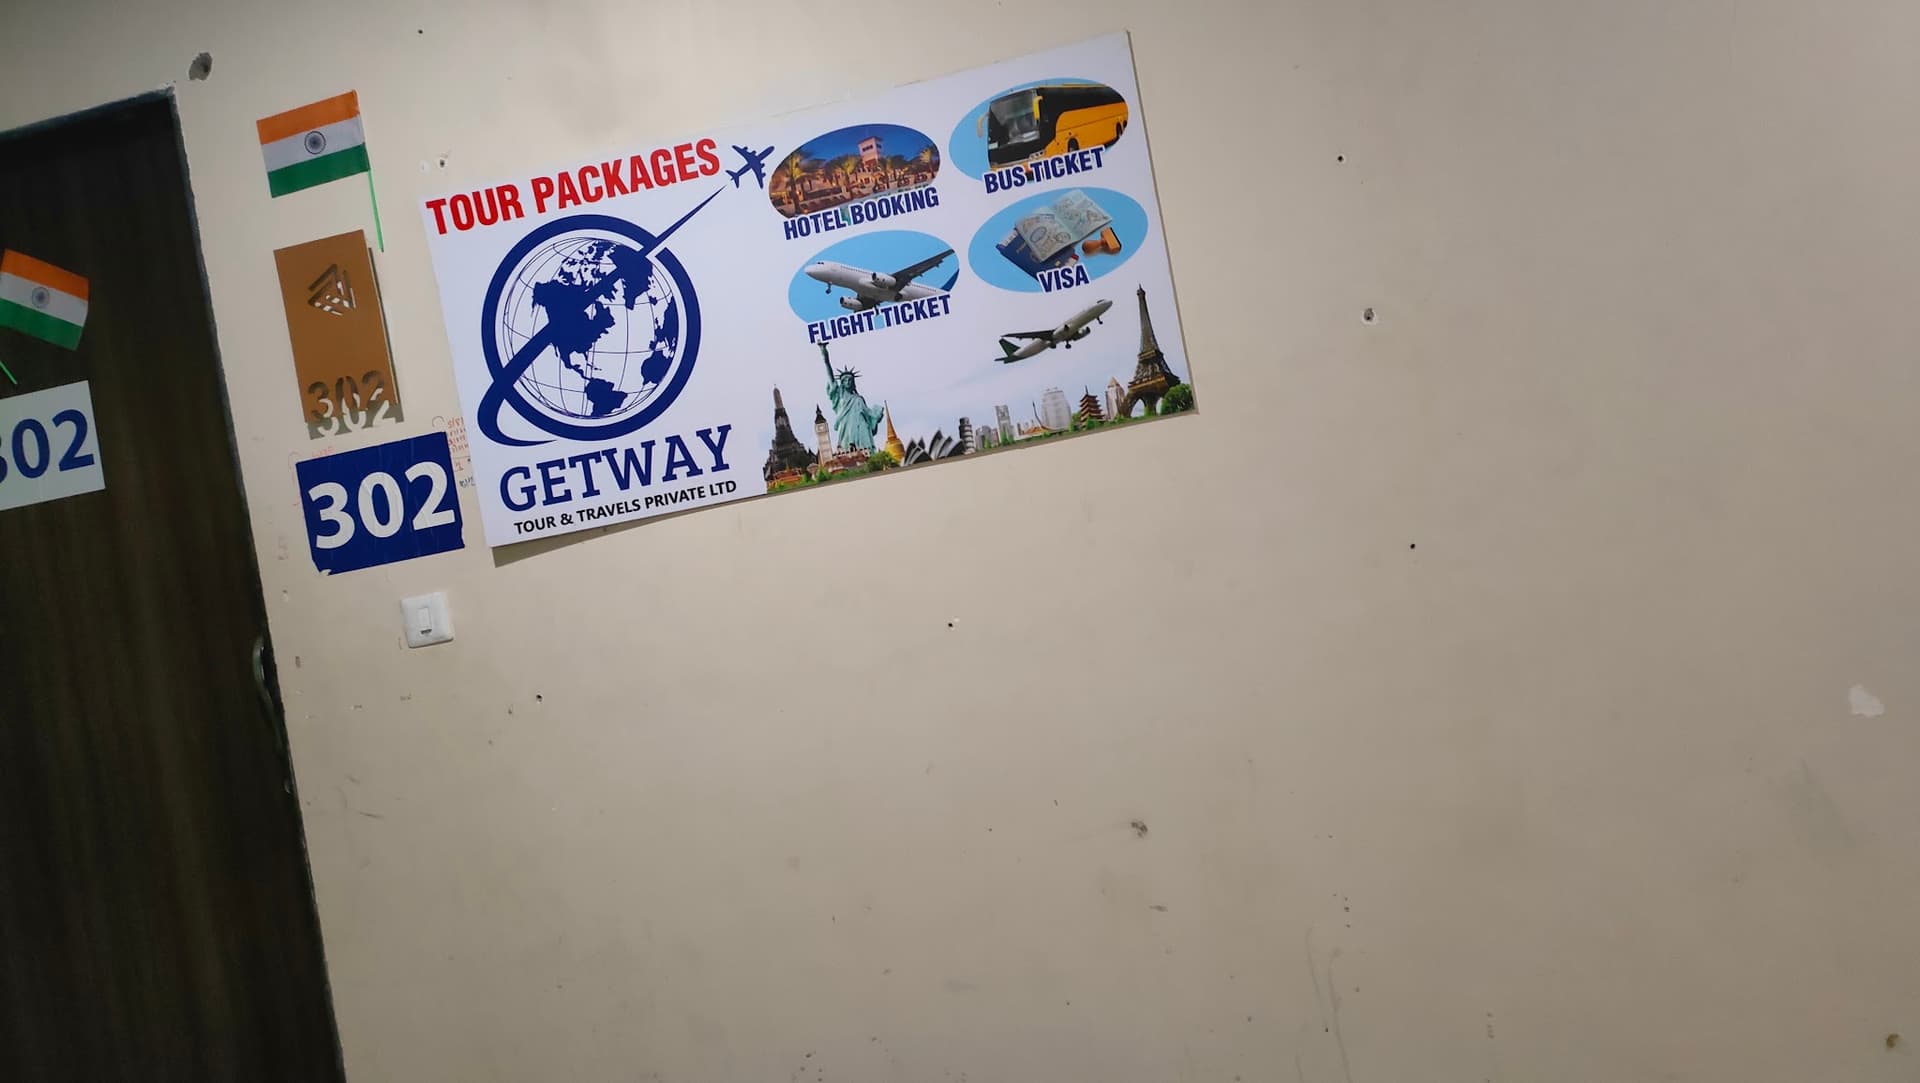 302
302
302
TOUR PACKAGES
GETWAY
TOUR & TRAVELS PRIVATE LTD
HOTEL BOOKING
BUS TICKET
FLIGHT TICKET
VISA